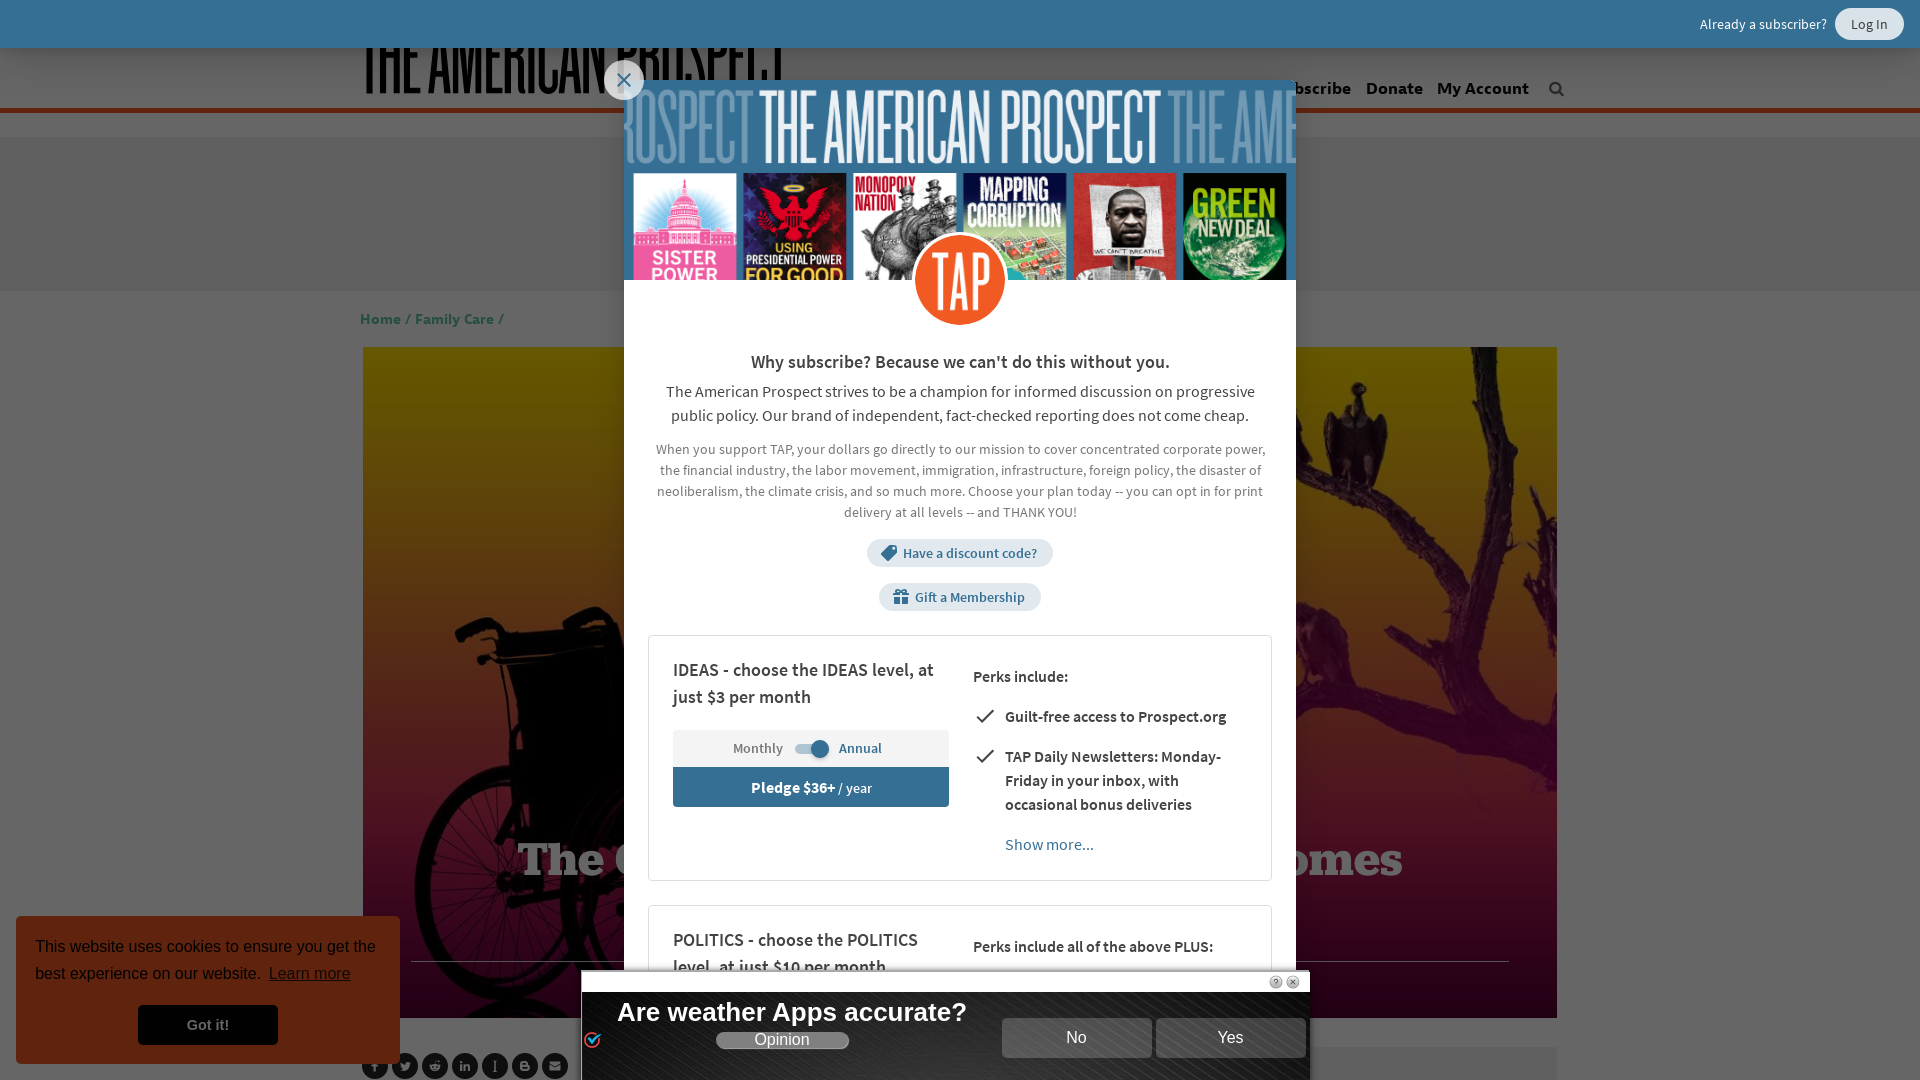 Already a subscriber? Log In
THE AMERICAN PROSPECT
Donate My Account
THE AMERICAN PROSPECT
SISTER POWER
USING PRESIDENTIAL POWER FOR GOOD
MONOPOLY NATION
MAPPING CORRUPTION
WE CAN'T BREATHE
GREEN NEW DEAL
TAP
Home / Family Care /
Why subscribe? Because we can't do this without you.
The American Prospect strives to be a champion for informed discussion on progressive
public policy. Our brand of independent, fact-checked reporting does not come cheap.
When you support TAP, your dollars go directly to our mission to cover concentrated corporate power,
the financial industry, the labor movement, immigration, infrastructure, foreign policy, the disaster of
neoliberalism, the climate crisis, and so much more. Choose your plan today -- you can opt in for print
delivery at all levels -- and THANK YOU!
Have a discount code?
Gift a Membership
IDEAS - choose the IDEAS level, at
just $3 per month
Monthly Annual
Pledge $36+ / year
Perks include:
Guilt-free access to Prospect.org
TAP Daily Newsletters: Monday-
Friday in your inbox, with
occasional bonus deliveries
Show more...
The
POLITICS - choose the POLITICS
level, at just $10 per month
Perks include all of the above PLUS:
This website uses cookies to ensure you get the
best experience on our website. Learn more
Got it!
Are weather Apps accurate?
Opinion
No
Yes